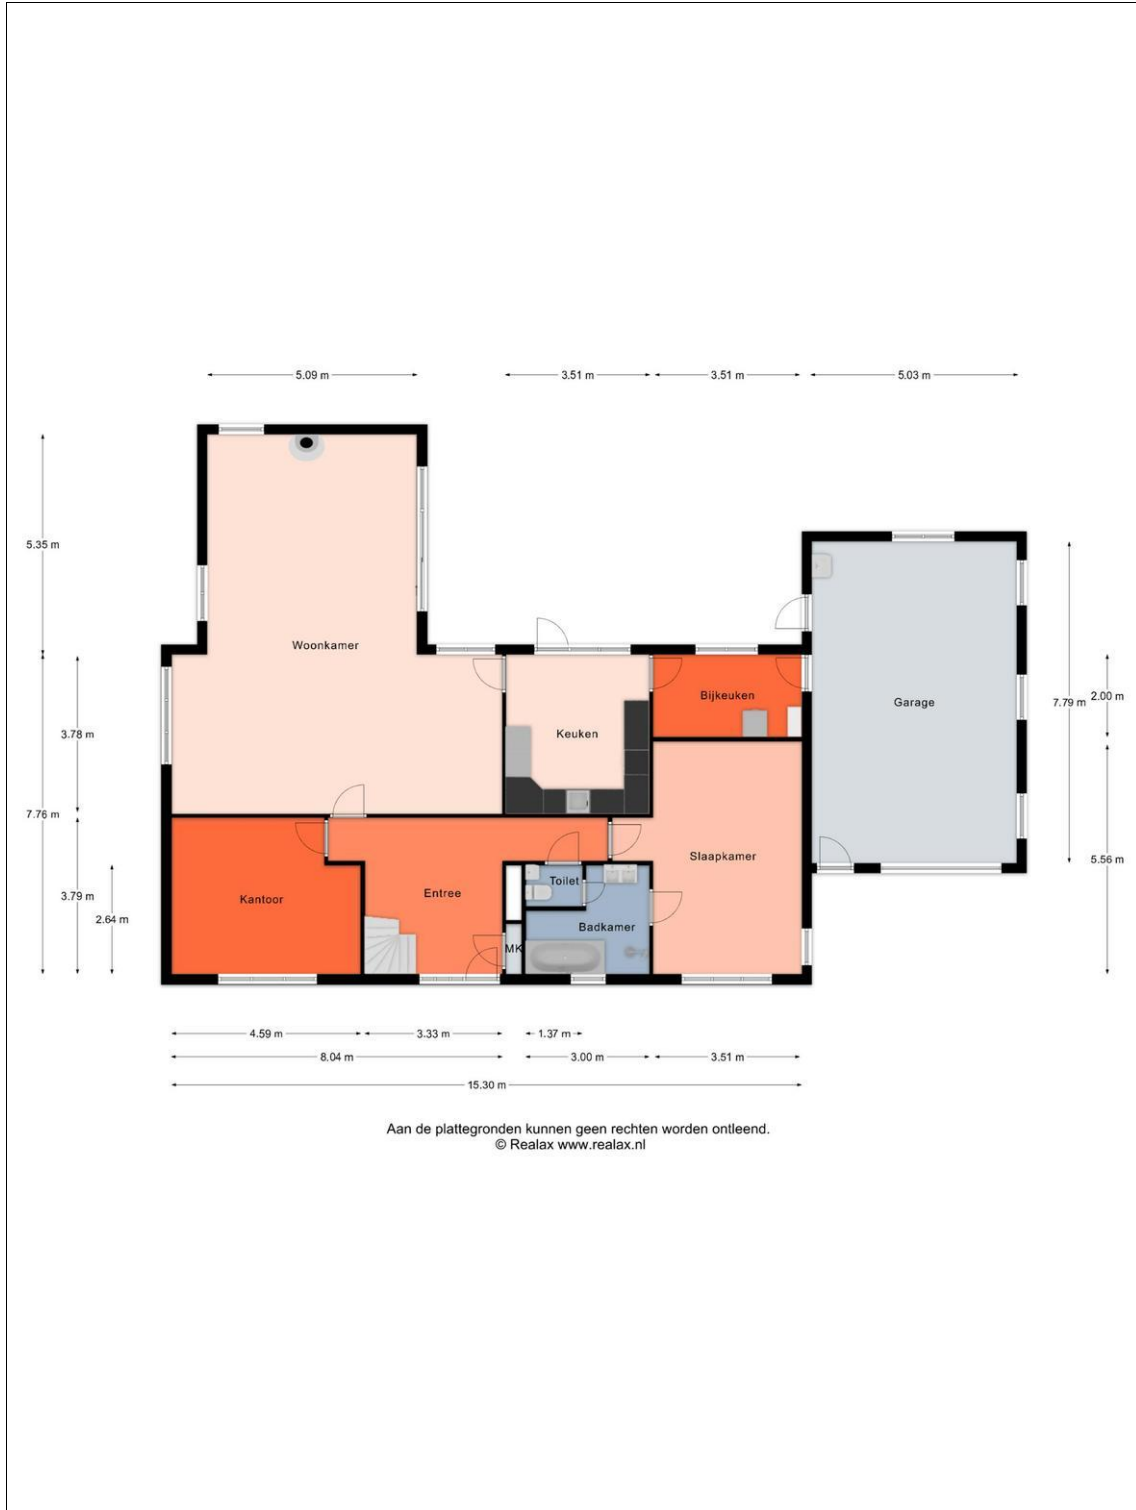 5.09 m
3.51 m
3.51 m
5.03 m
5.35 m
Woonkamer
Bijkeuken
2.00 m
7.79 m
Garage
3.78 m
Keuken
7.76 m
Slaapkamer
5.56 m
Toilet
Entree
3.79 m
Kantoor
2.64 m
Badkamer
MK
4.59 m
3.33 m
1.37 m
8.04 m
3.00 m
3.51 m
15.30 m
Aan de plattegronden kunnen geen rechten worden ontleend.
© Realax www.realax.nl